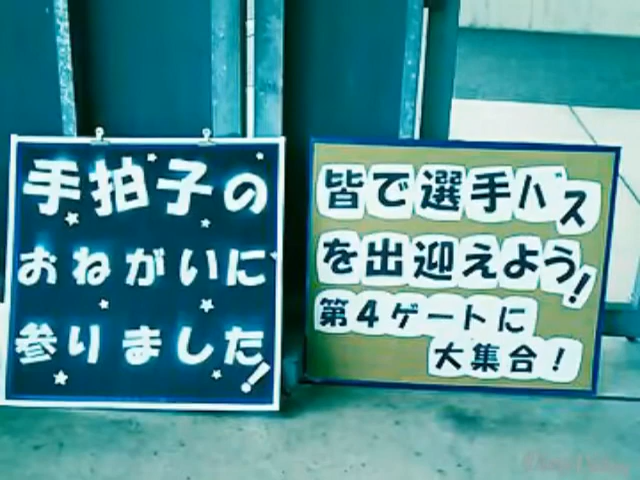 手拍子の
おねがいに
参りました!
皆で選手バス
を出迎えよう!
第4ゲートに
大集合!